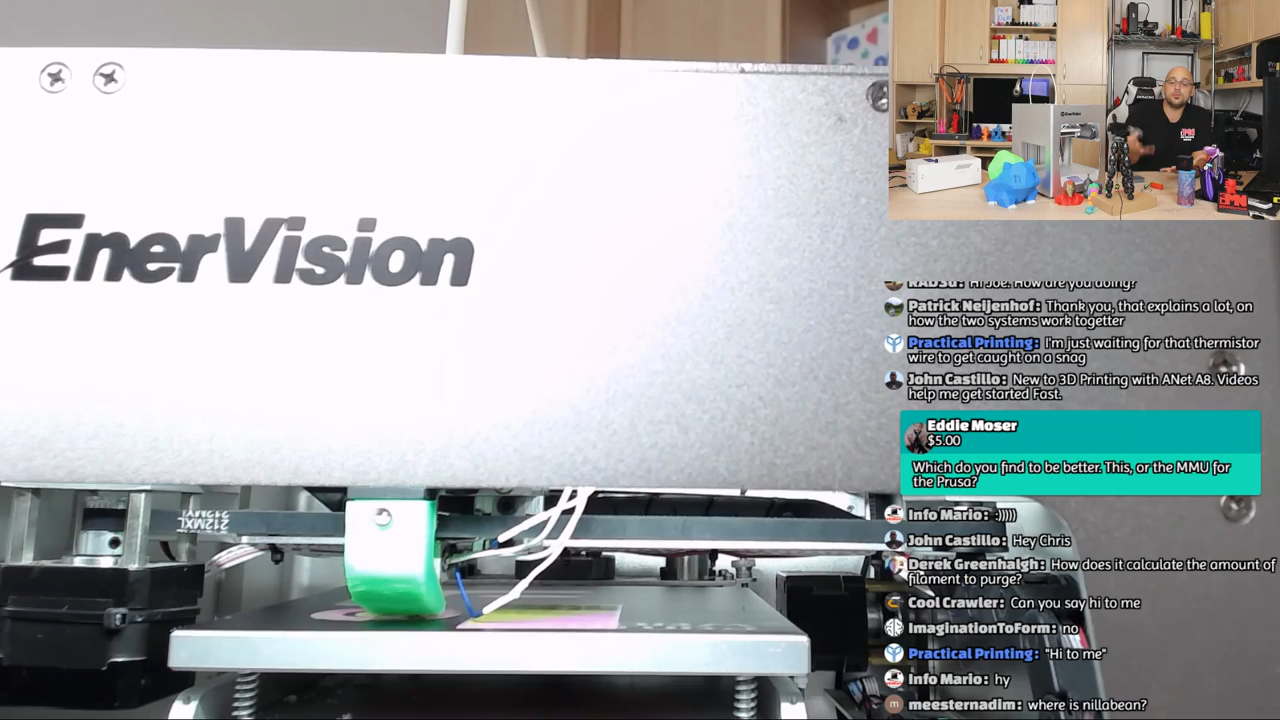 EnerVision
212MXL
RADSG: Hi Joe. How are you doing?
Patrick Neijenhof: Thank you, that explains a lot, on
how the two systems work together
Practical Printing: I'm just waiting for that thermistor
wire to get caught on a snag
John Castillo: New to 3D Printing with ANet A8. Videos
help me get started Fast.
Eddie Moser
$5.00
Which do you find to be better. This, or the MMU for
the Prusa?
Info Mario: :)))))
John Castillo: Hey Chris
Derek Greenhalgh: How does it calculate the amount of
filament to purge?
Cool Crawler: Can you say hi to me
ImaginationToForm: no
Practical Printing: "Hi to me"
Info Mario: hy
meesternadim: where is nillabean?